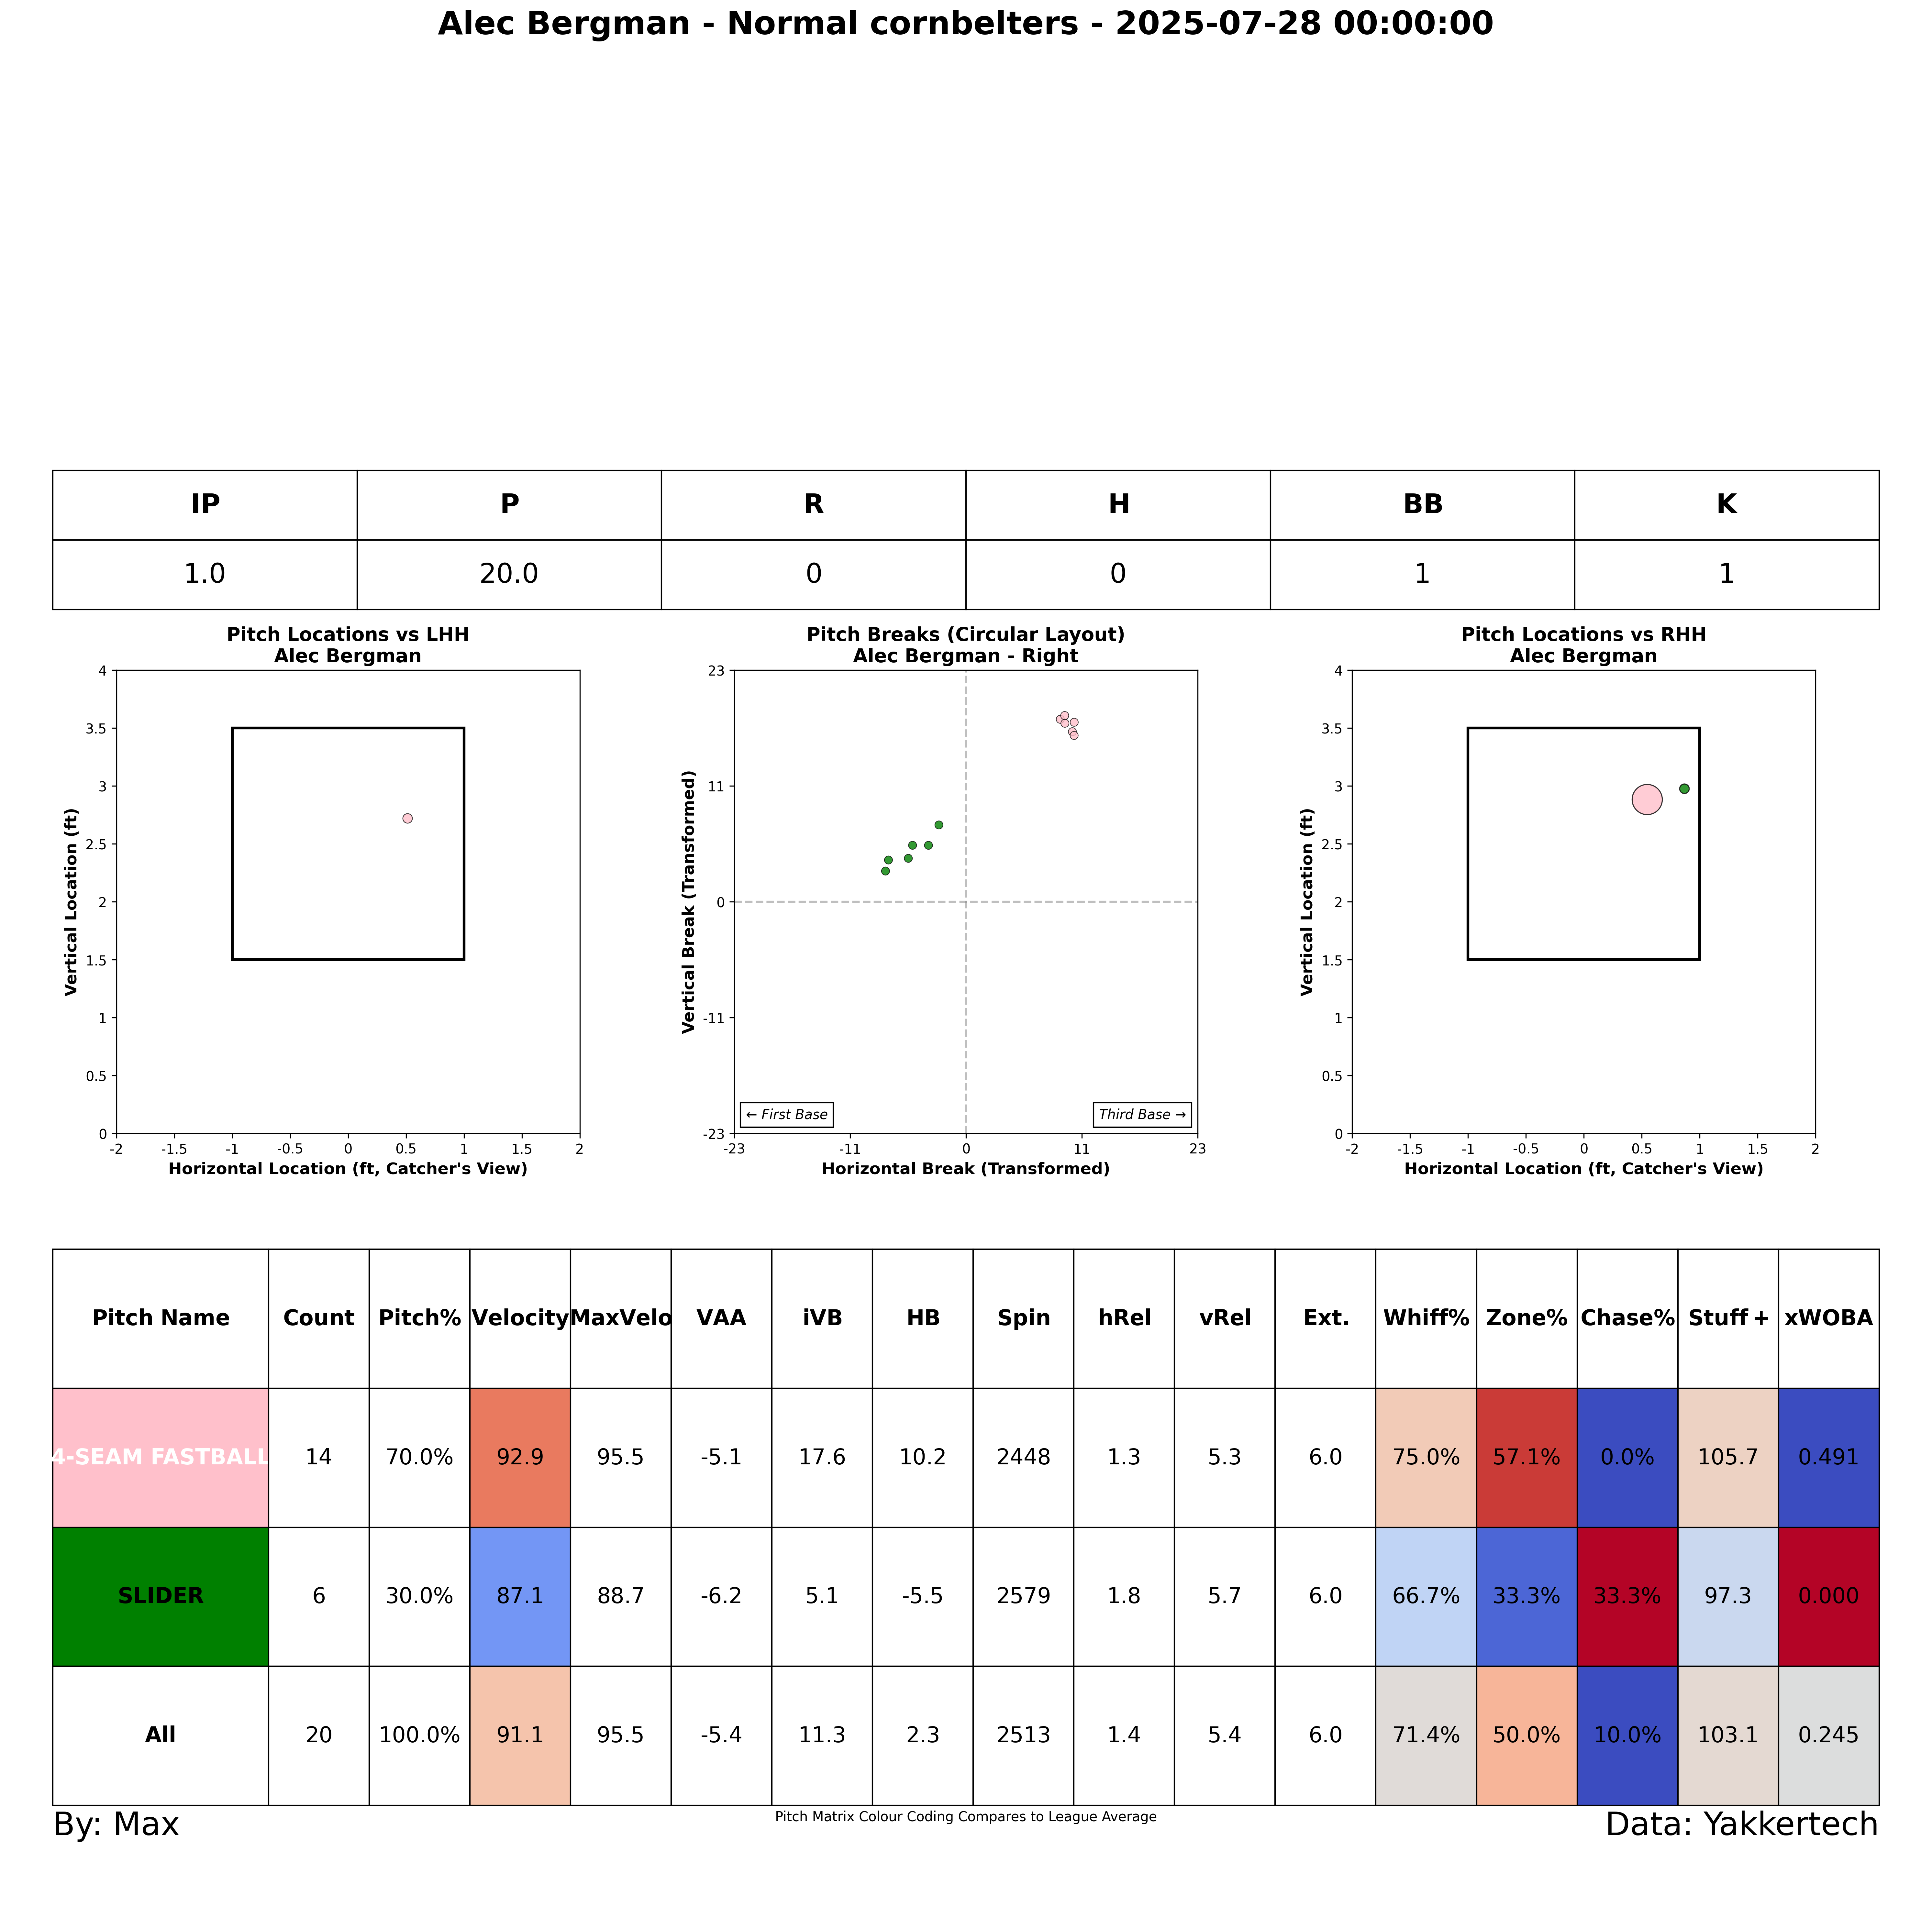 Alec Bergman - Normal cornbelters - 2025-07-28 00:00:00
IP P R H BB K
1.0 20.0 0 0 1 1
Pitch Locations vs LHH
Alec Bergman
4
3.5
3
2.5
2
1.5
1
0.5
0
-2 -1.5 -1 -0.5 0 0.5 1 1.5 2
Vertical Location (ft)
Horizontal Location (ft, Catcher's View)
Pitch Breaks (Circular Layout)
Alec Bergman - Right
23
11
0
-11
-23
-23 -11 0 11 23
Vertical Break (Transformed)
← First Base
Third Base →
Horizontal Break (Transformed)
Pitch Locations vs RHH
Alec Bergman
4
3.5
3
2.5
2
1.5
1
0.5
0
-2 -1.5 -1 -0.5 0 0.5 1 1.5 2
Vertical Location (ft)
Horizontal Location (ft, Catcher's View)
Pitch Name Count Pitch% Velocity MaxVelo VAA iVB HB Spin hRel vRel Ext. Whiff% Zone% Chase% Stuff+ xWOBA
4-SEAM FASTBALL 14 70.0% 92.9 95.5 -5.1 17.6 10.2 2448 1.3 5.3 6.0 75.0% 57.1% 0.0% 105.7 0.491
SLIDER 6 30.0% 87.1 88.7 -6.2 5.1 -5.5 2579 1.8 5.7 6.0 66.7% 33.3% 33.3% 97.3 0.000
All 20 100.0% 91.1 95.5 -5.4 11.3 2.3 2513 1.4 5.4 6.0 71.4% 50.0% 10.0% 103.1 0.245
By: Max
Pitch Matrix Colour Coding Compares to League Average
Data: Yakkertech